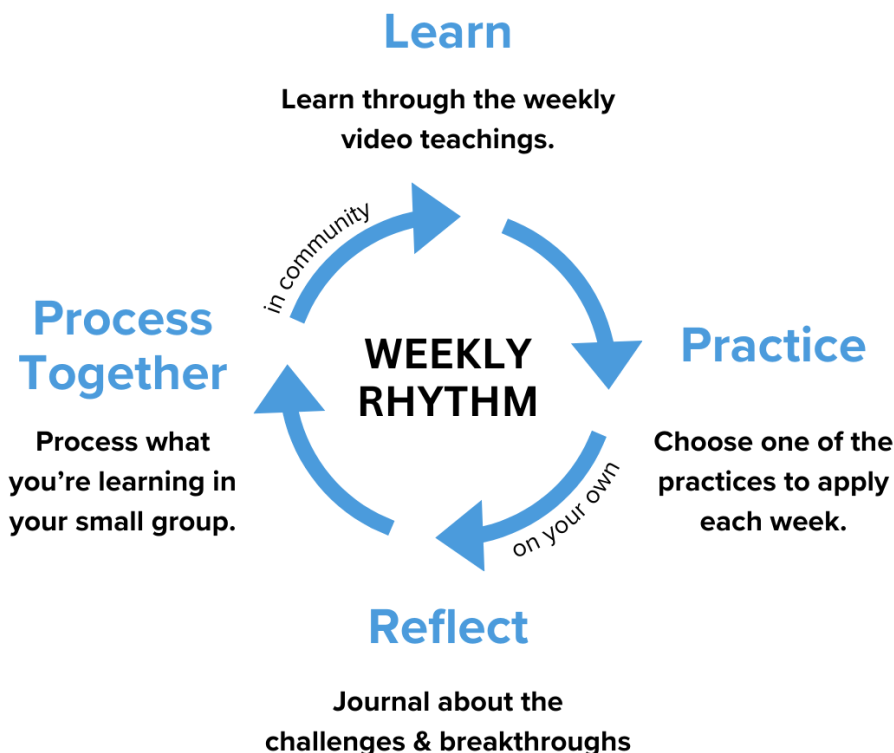 Learn
Learn through the weekly
video teachings.
in community
Process
Together
Process what
you’re learning in
your small group.
WEEKLY
RHYTHM
Practice
Choose one of the
practices to apply
each week.
on your own
Reflect
Journal about the
challenges & breakthroughs